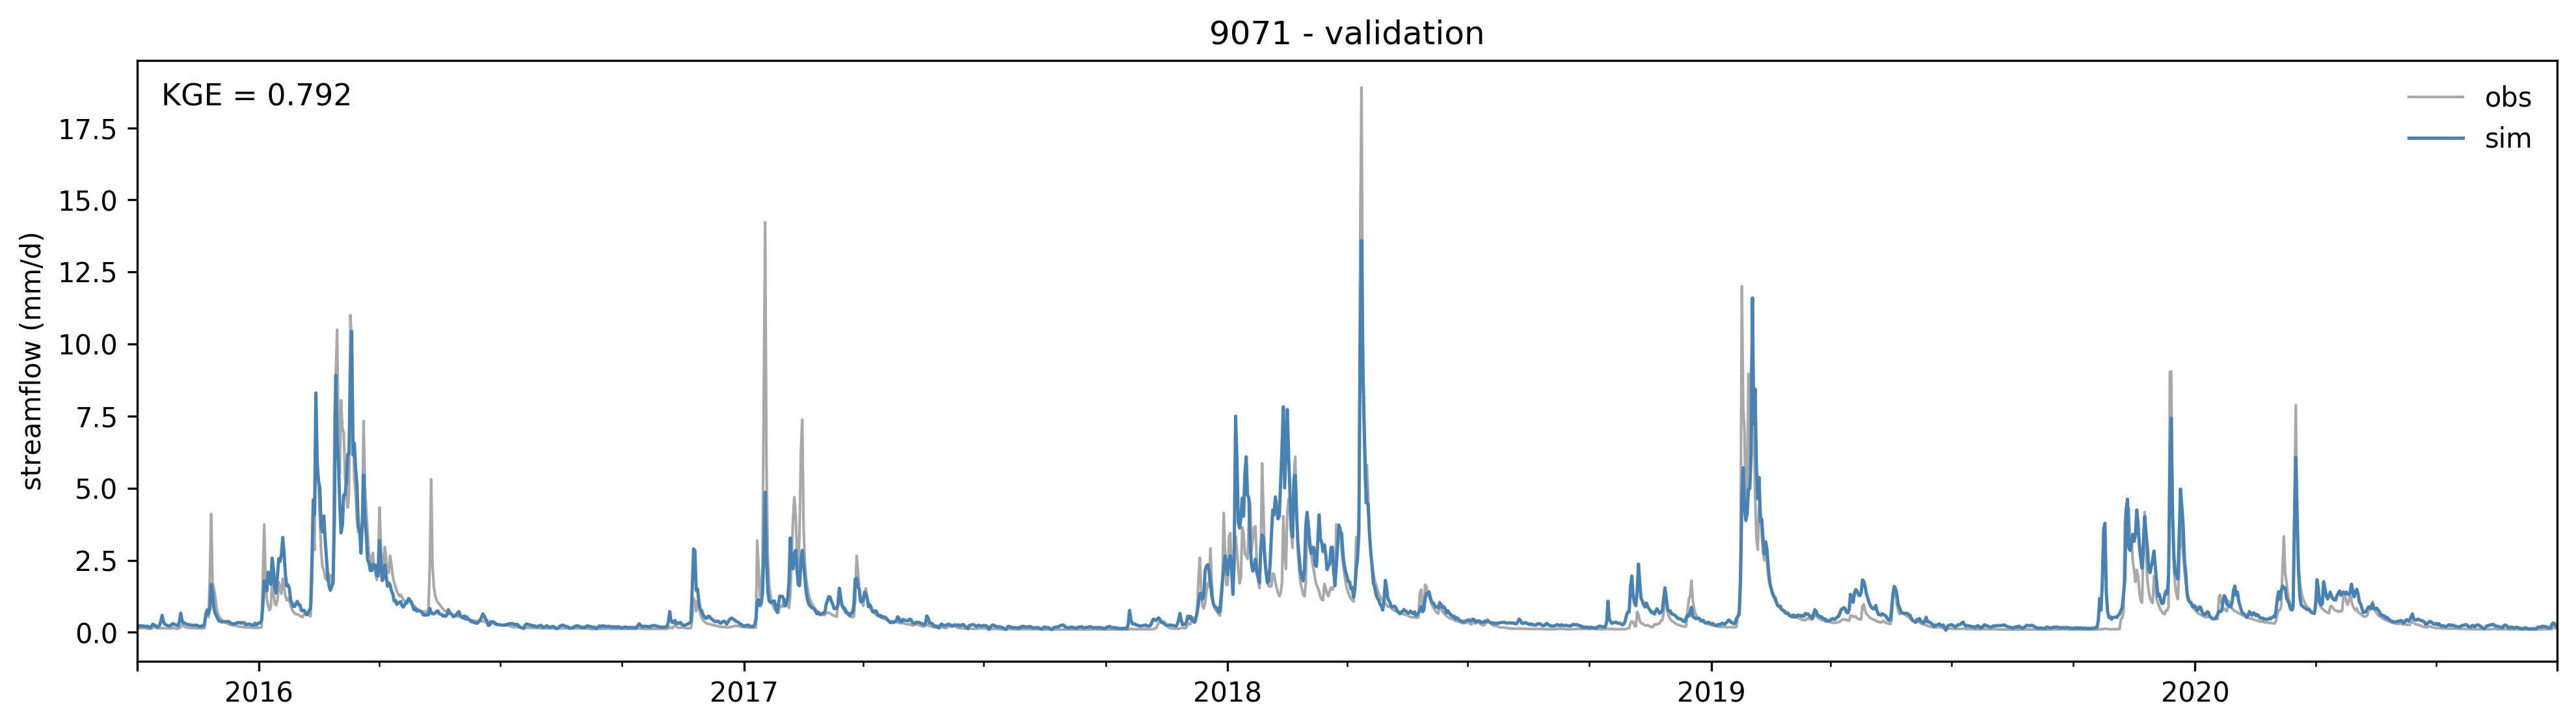 9071 - validation
KGE = 0.792
obs
sim
streamflow (mm/d)
17.5
15.0
12.5
10.0
7.5
5.0
2.5
0.0
2016 2017 2018 2019 2020